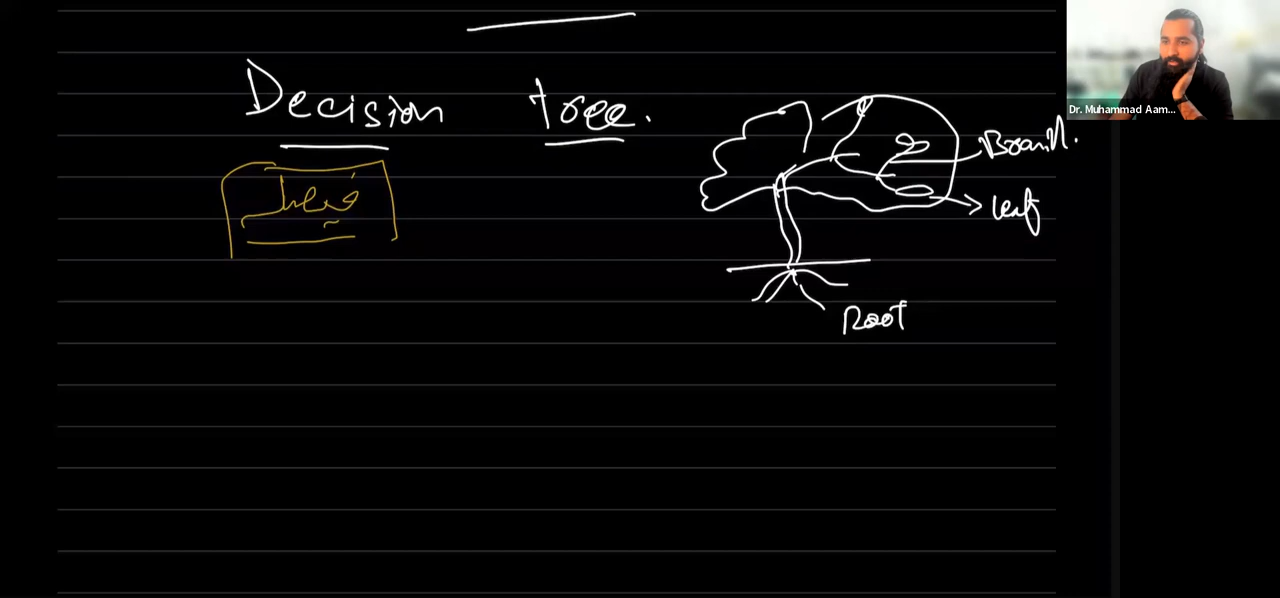 Decision tree.
فیصلہ
Branch.
Leaf
Root
Dr. Muhammad Aam...